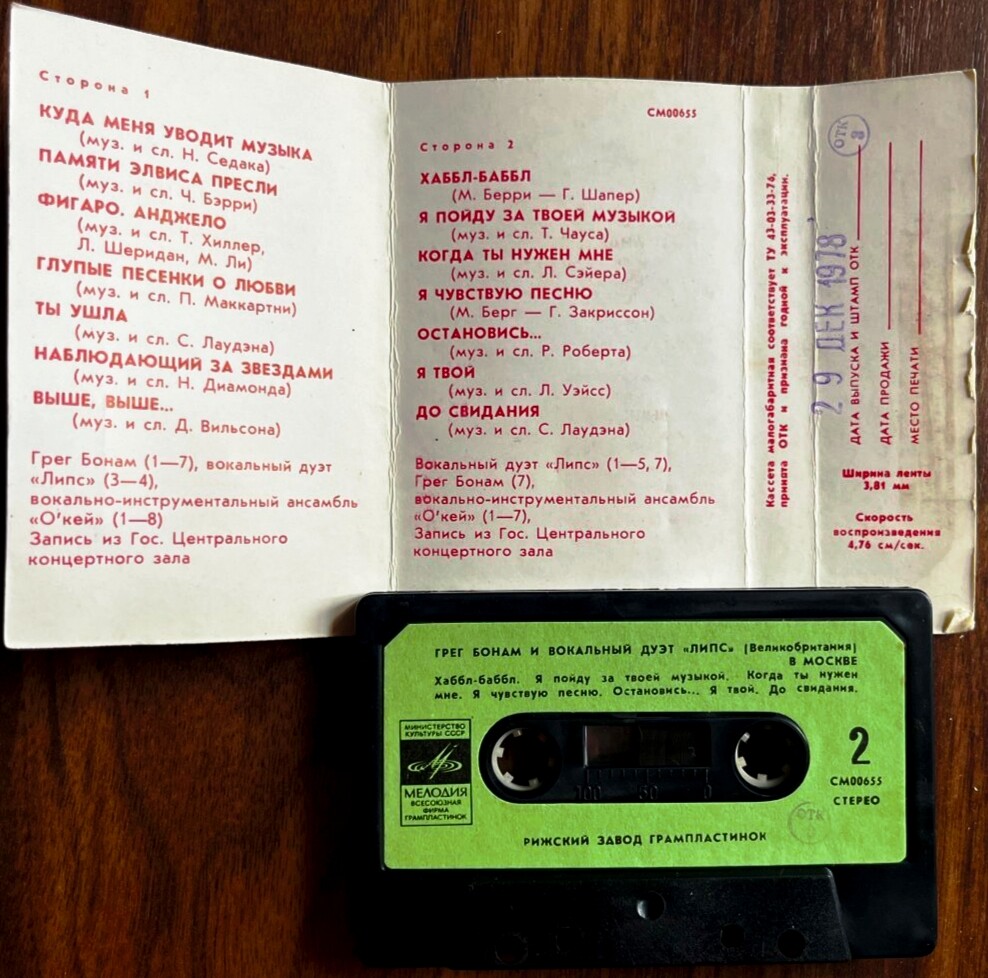 Сторона 1
КУДА МЕНЯ УВОДИТ МУЗЫКА
(муз. и сл. Н. Седака)
ПАМЯТИ ЭЛВИСА ПРЕСЛИ
(муз. и сл. Ч. Бэрри)
ФИГАРО. АНДЖЕЛО
(муз. и сл. Т. Хиллер,
Л. Шеридан, М. Ли)
ГЛУПЫЕ ПЕСЕНКИ О ЛЮБВИ
(муз. и сл. П. Маккартни)
ТЫ УШЛА
(муз. и сл. С. Лаудэна)
НАБЛЮДАЮЩИЙ ЗА ЗВЕЗДАМИ
(муз. и сл. Н. Диамонда)
ВЫШЕ, ВЫШЕ...
(муз. и сл. Д. Вильсона)
Грег Бонам (1—7), вокальный дуэт
«Липс» (3—4),
вокально-инструментальный ансамбль
«О'кей» (1—8)
Запись из Гос. Центрального
концертного зала
СМ00655
Сторона 2
ХАББЛ-БАББЛ
(М. Берри — Г. Шапер)
Я ПОЙДУ ЗА ТВОЕЙ МУЗЫКОЙ
(муз. и сл. Т. Чауса)
КОГДА ТЫ НУЖЕН МНЕ
(муз. и сл. Л. Сэйера)
Я ЧУВСТВУЮ ПЕСНЮ
(М. Берг — Г. Закриссон)
ОСТАНОВИСЬ...
(муз. и сл. Р. Роберта)
Я ТВОЙ
(муз. и сл. Л. Уэйсс)
ДО СВИДАНИЯ
(муз. и сл. С. Лаудэна)
Вокальный дуэт «Липс» (1—5, 7),
Грег Бонам (7),
вокально-инструментальный ансамбль
«О'кей» (1—7),
Запись из Гос. Центрального
концертного зала
Кассета малогабаритная соответствует ТУ 43-03-33-76,
принята ОТК и признана годной к эксплуатации.
ОТК
3
29 ДЕК 1978
ДАТА ВЫПУСКА И ШТАМП ОТК
ДАТА ПРОДАЖИ
МЕСТО ПЕЧАТИ
Ширина ленты
3,81 мм
Скорость
воспроизведения
4,76 см/сек.
ГРЕГ БОНАМ И ВОКАЛЬНЫЙ ДУЭТ «ЛИПС» (Великобритания)
В МОСКВЕ
Хаббл-баббл. Я пойду за твоей музыкой. Когда ты нужен
мне. Я чувствую песню. Остановись... Я твой. До свидания.
МИНИСТЕРСТВО
КУЛЬТУРЫ СССР
МЕЛОДИЯ
ВСЕСОЮЗНАЯ
ФИРМА
ГРАМПЛАСТИНОК
100 50 0
2
СМ00655
СТЕРЕО
ОТК
РИЖСКИЙ ЗАВОД ГРАМПЛАСТИНОК